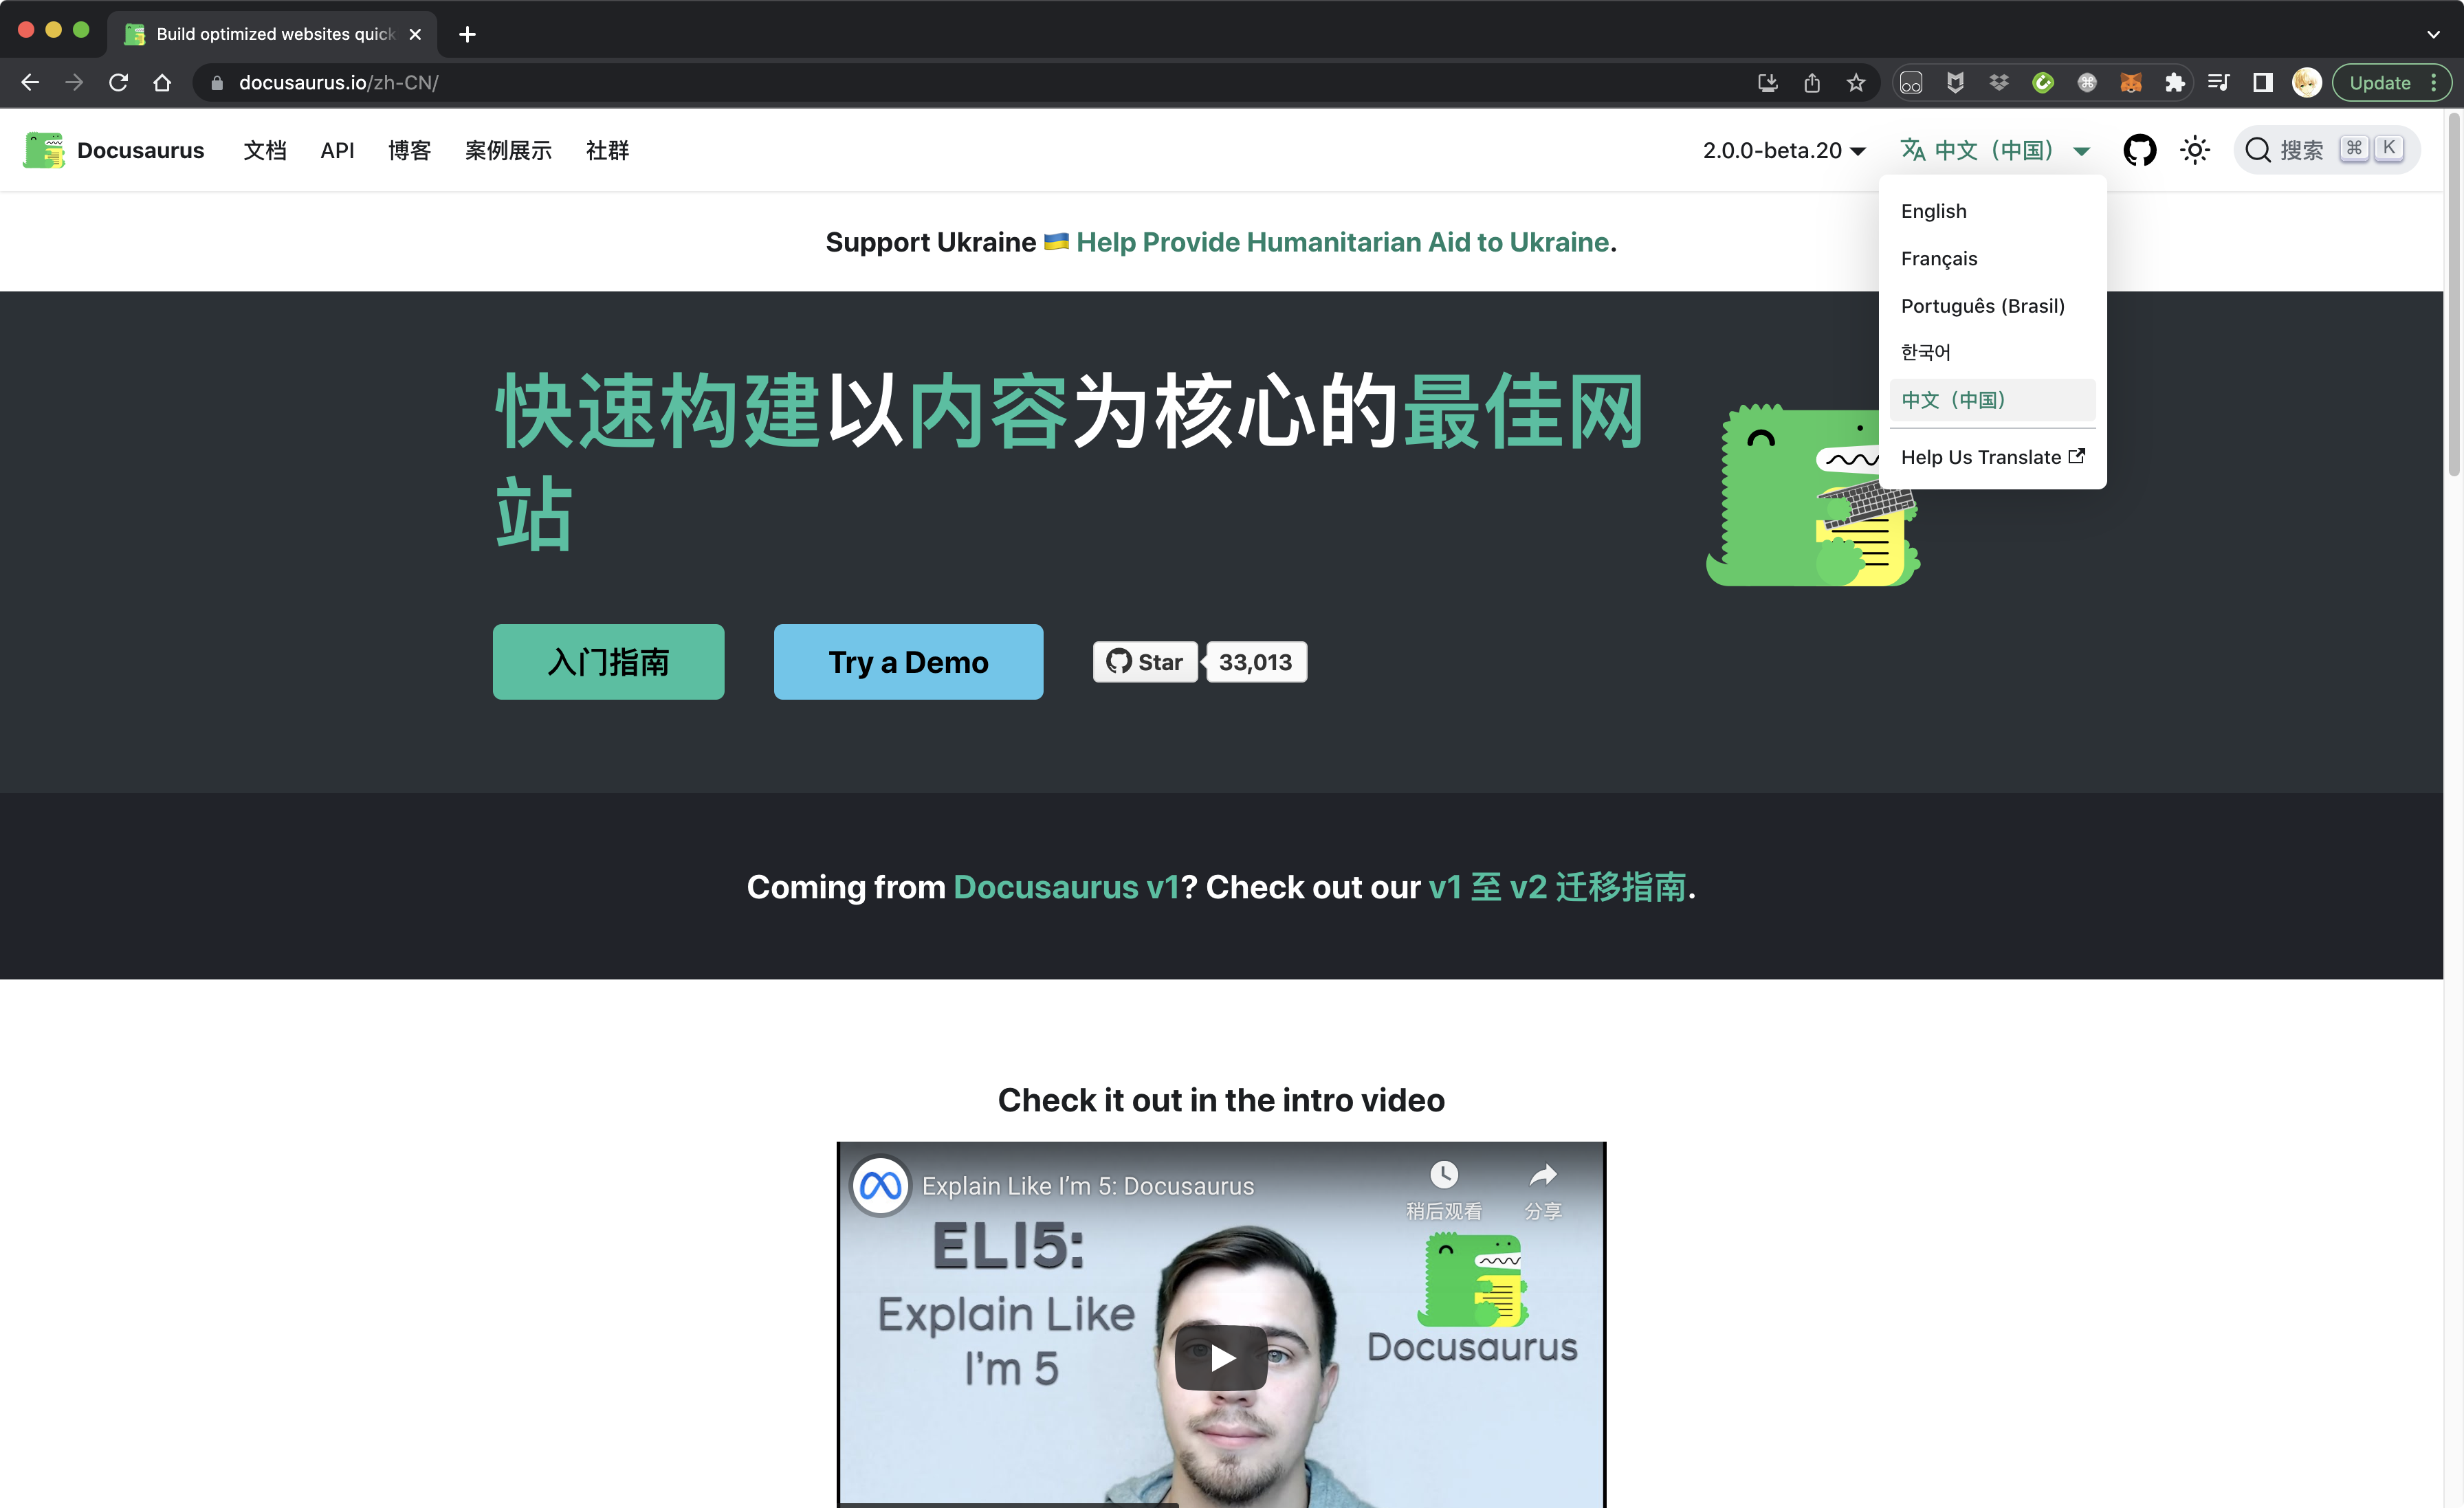 Build optimized websites quick
docusaurus.io/zh-CN/
Update
Docusaurus 文档 API 博客 案例展示 社群
2.0.0-beta.20 中文（中国） 搜索 ⌘ K
English
Français
Português (Brasil)
한국어
中文（中国）
Help Us Translate
Support Ukraine 🇺🇦 Help Provide Humanitarian Aid to Ukraine.
快速构建以内容为核心的最佳网
站
入门指南 Try a Demo Star 33,013
Coming from Docusaurus v1? Check out our v1 至 v2 迁移指南.
Check it out in the intro video
Explain Like I’m 5: Docusaurus
稍后观看 分享
ELI5:
Explain Like
I’m 5
Docusaurus